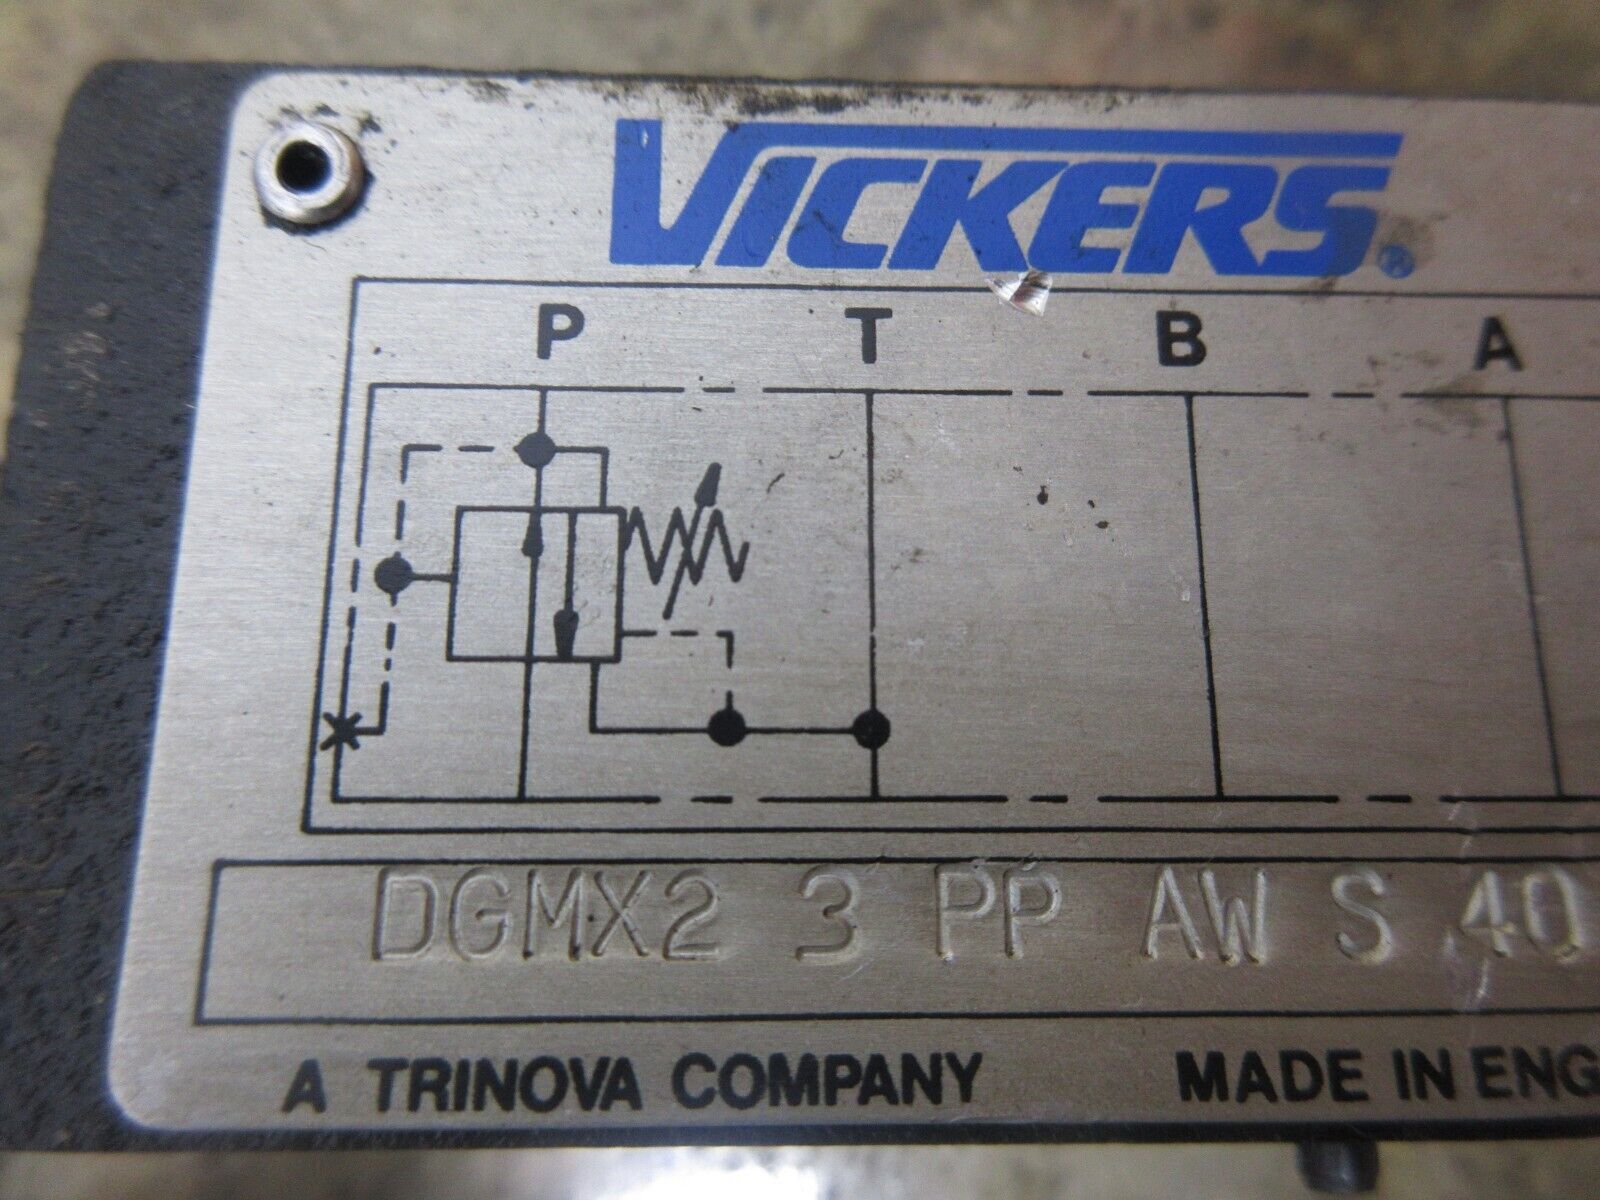 VICKERS®
P T B A
DGMX2 3 PP AW S 40
A TRINOVA COMPANY MADE IN ENG